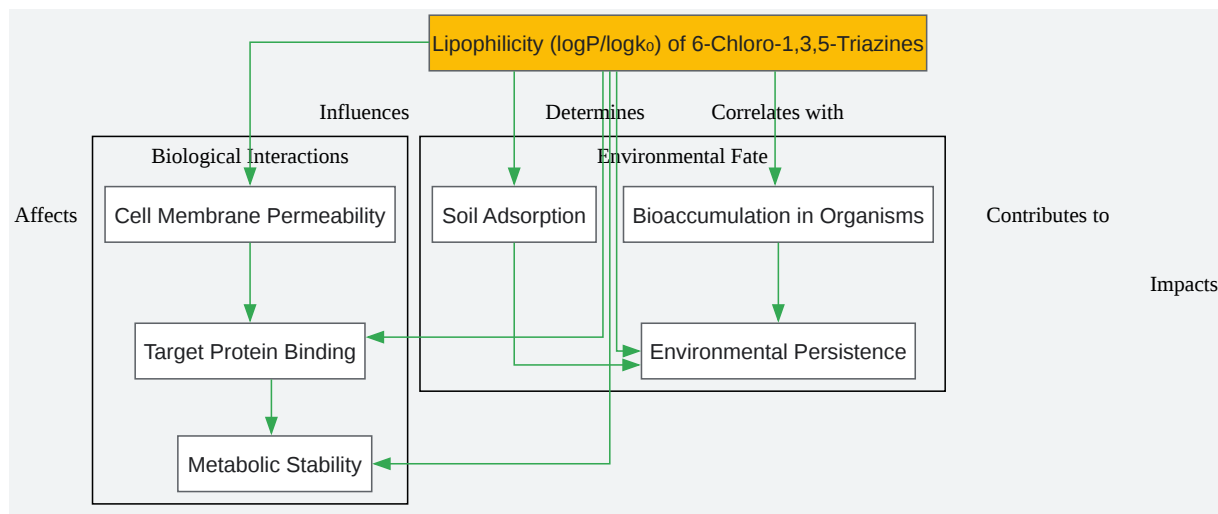 Lipophilicity (logP/logk₀) of 6-Chloro-1,3,5-Triazines
Influences
Determines
Correlates with
Biological Interactions
Environmental Fate
Affects
Cell Membrane Permeability
Soil Adsorption
Bioaccumulation in Organisms
Contributes to
Impacts
Target Protein Binding
Environmental Persistence
Metabolic Stability